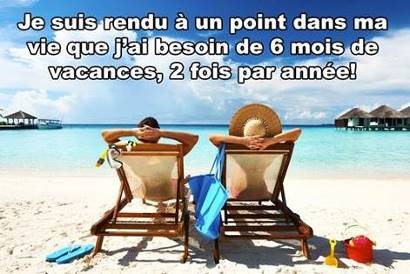 Je suis rendu à un point dans ma
vie que j'ai besoin de 6 mois de
vacances, 2 fois par année!